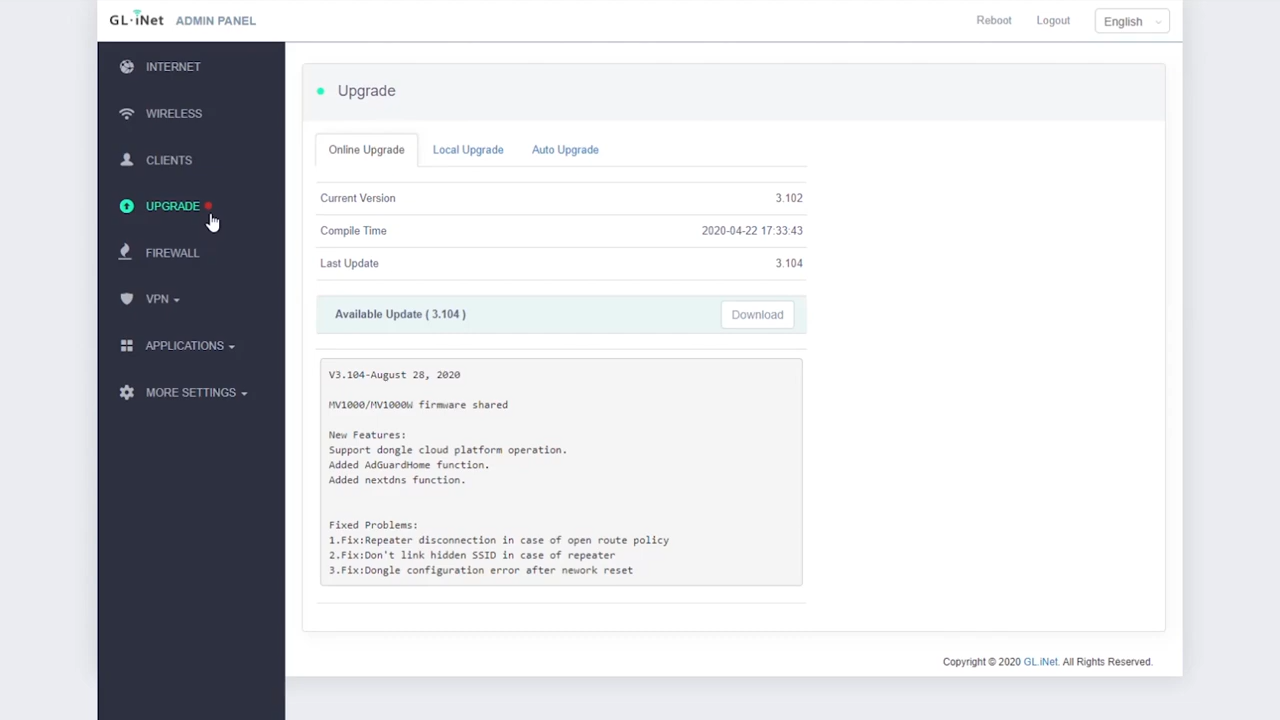 GL·iNet ADMIN PANEL
Reboot
Logout
English
INTERNET
WIRELESS
CLIENTS
UPGRADE
FIREWALL
VPN
APPLICATIONS
MORE SETTINGS
Upgrade
Online Upgrade
Local Upgrade
Auto Upgrade
Current Version 3.102
Compile Time 2020-04-22 17:33:43
Last Update 3.104
Available Update ( 3.104 ) Download
V3.104-August 28, 2020
MV1000/MV1000W firmware shared
New Features:
Support dongle cloud platform operation.
Added AdGuardHome function.
Added nextdns function.
Fixed Problems:
1.Fix:Repeater disconnection in case of open route policy
2.Fix:Don't link hidden SSID in case of repeater
3.Fix:Dongle configuration error after nework reset
Copyright © 2020 GL.iNet. All Rights Reserved.